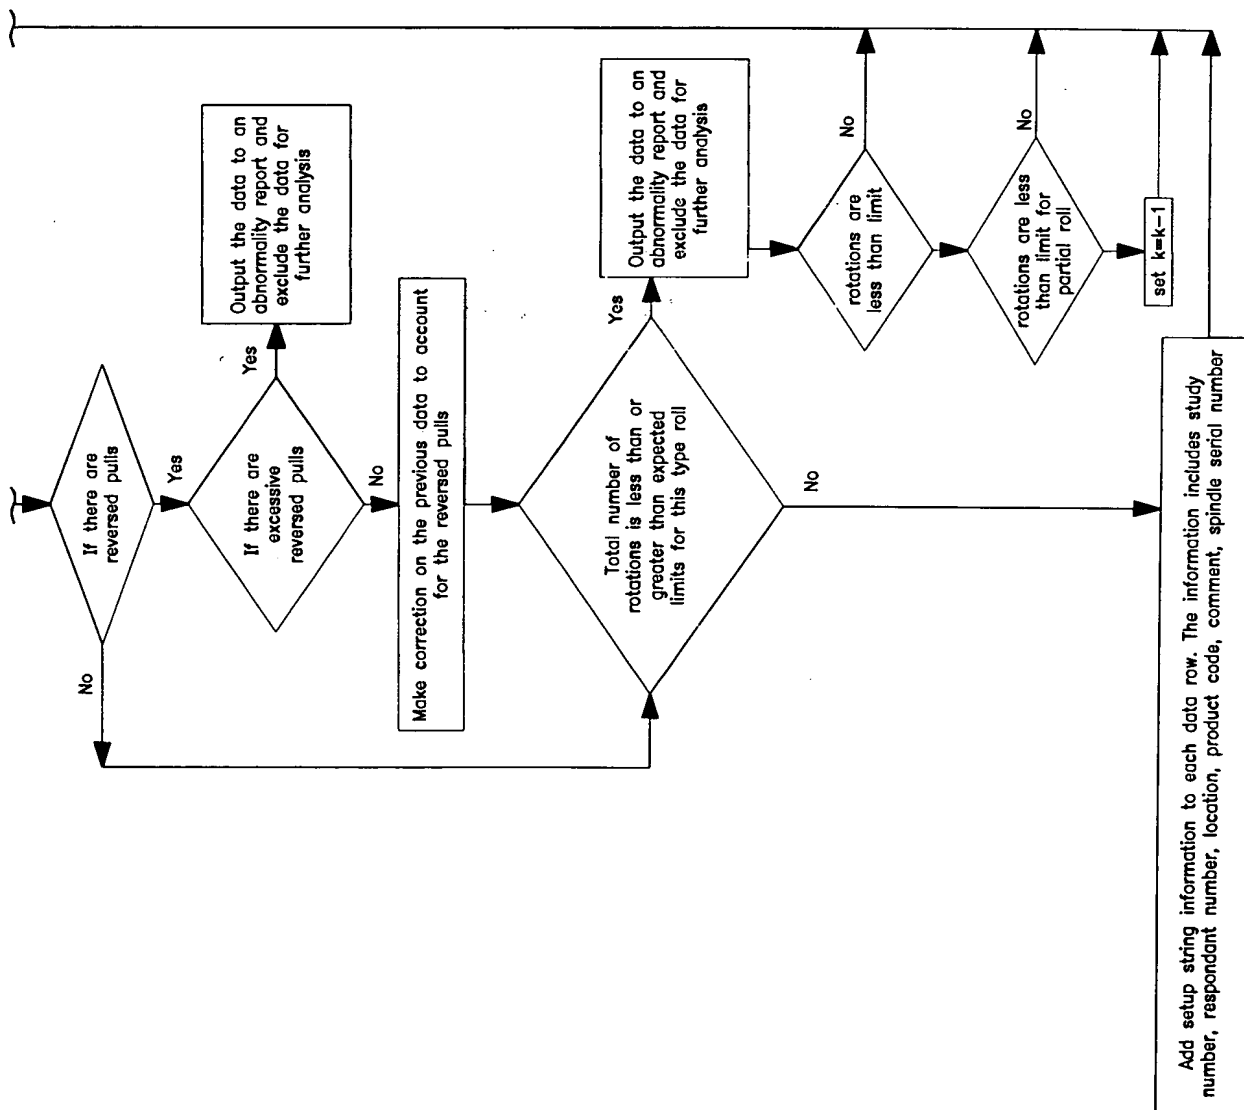 If there are
reversed pulls
No
Yes
If there are
excessive
reversed pulls
Yes
Output the data to an
abnormality report and
exclude the data for
further analysis
No
Make correction on the previous data to account
for the reversed pulls
Total number of
rotations is less than or
greater than expected
limits for this type roll
Yes
Output the data to an
abnormality report and
exclude the data for
further analysis
No
rotations are
less than limit
No
rotations are less
than limit for
partial roll
No
set k=k-1
Add setup string information to each data row. The information includes study
number, respondant number, location, product code, comment, spindle serial number